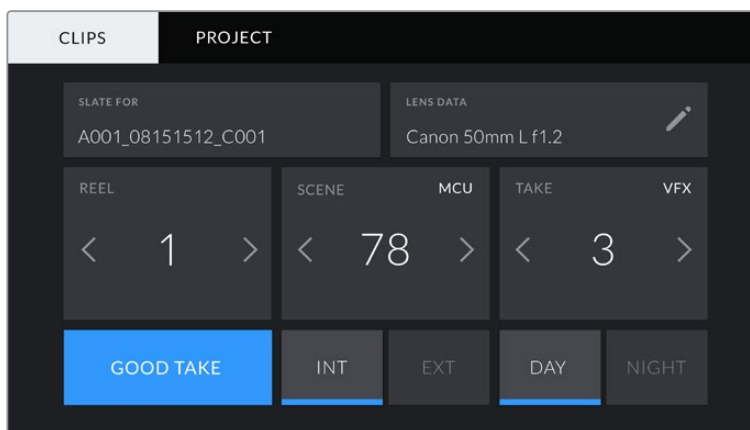 CLIPS PROJECT
SLATE FOR
A001_08151512_C001
LENS DATA
Canon 50mm L f1.2
REEL
1
SCENE MCU
78
TAKE VFX
3
GOOD TAKE
INT
EXT
DAY
NIGHT